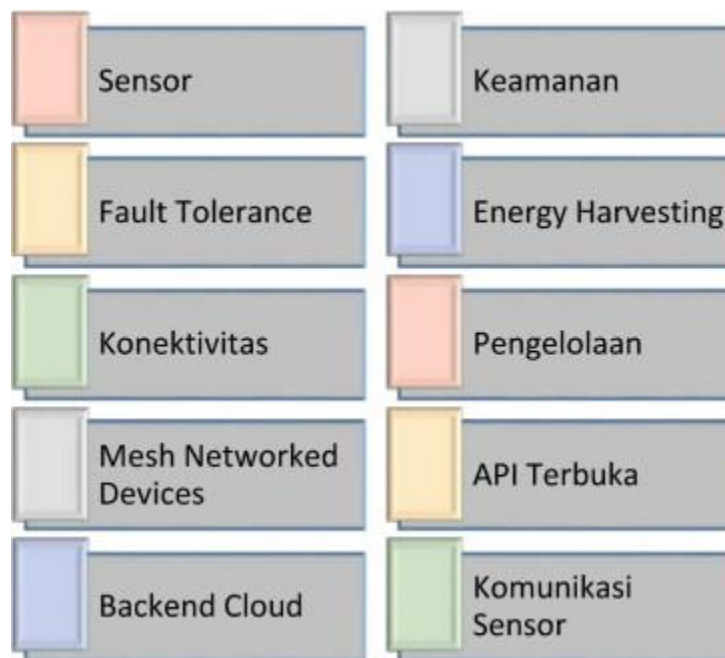 Sensor
Fault Tolerance
Konektivitas
Mesh Networked
Devices
Backend Cloud
Keamanan
Energy Harvesting
Pengelolaan
API Terbuka
Komunikasi
Sensor